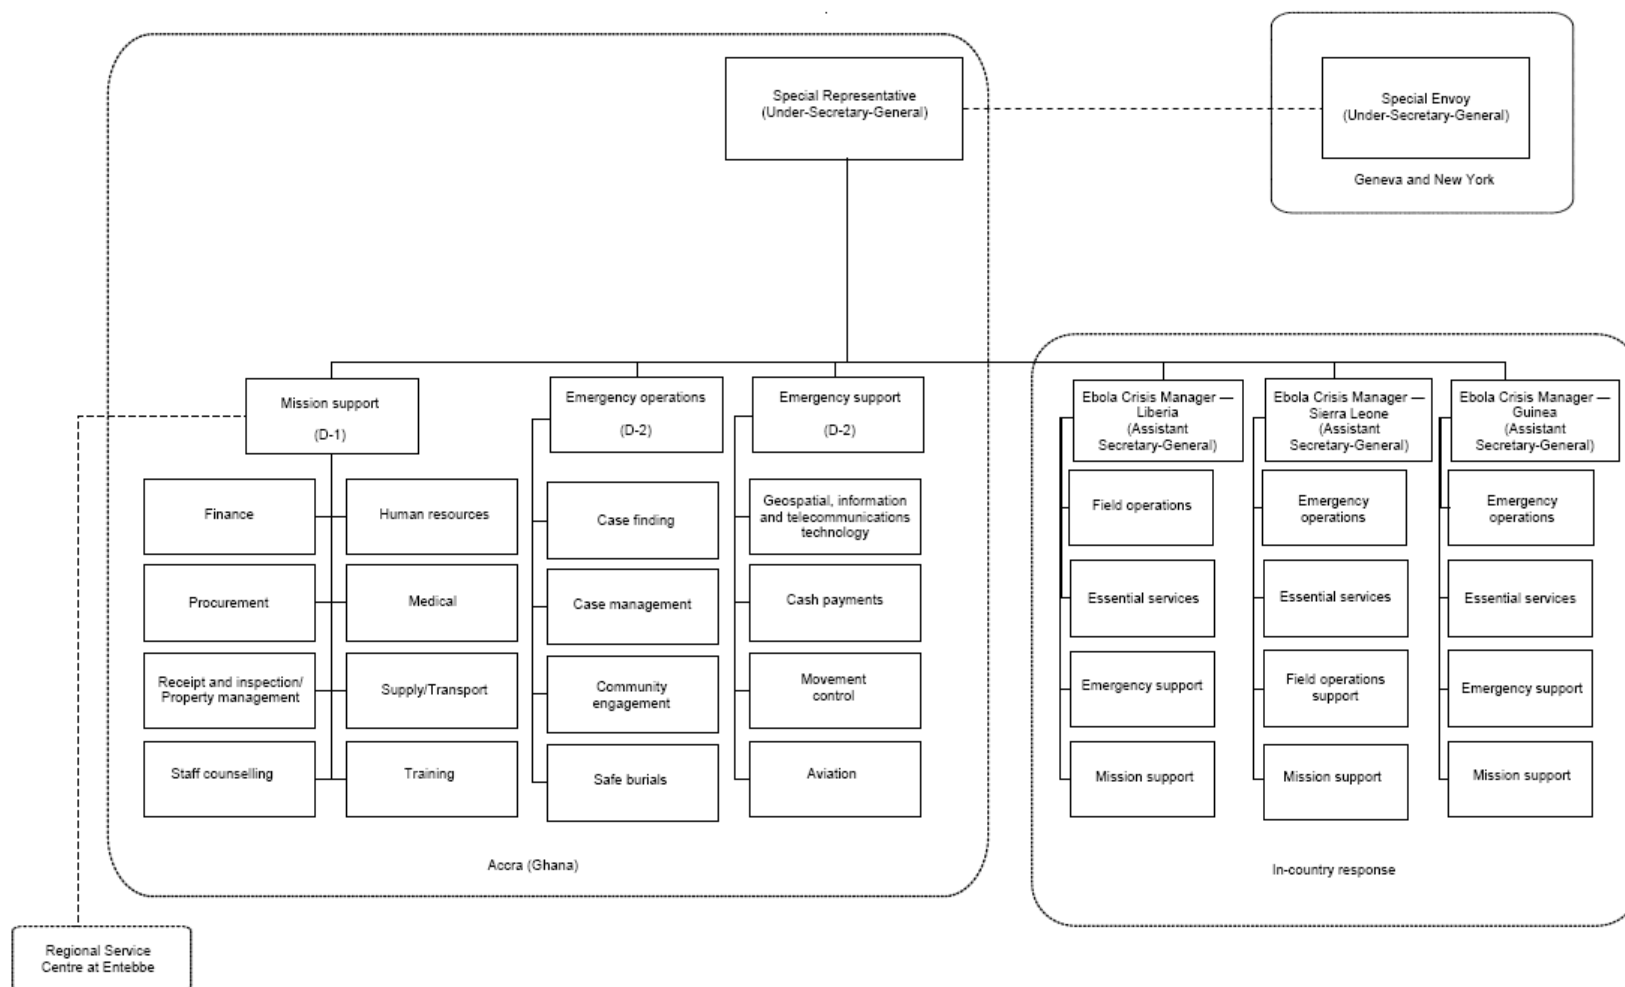 Special Representative
(Under-Secretary-General)
Special Envoy
(Under-Secretary-General)
Geneva and New York
Mission support
(D-1)
Emergency operations
(D-2)
Emergency support
(D-2)
Ebola Crisis Manager —
Liberia
(Assistant
Secretary-General)
Ebola Crisis Manager —
Sierra Leone
(Assistant
Secretary-General)
Ebola Crisis Manager —
Guinea
(Assistant
Secretary-General)
Finance
Human resources
Case finding
Geospatial, information
and telecommunications
technology
Field operations
Emergency
operations
Emergency
operations
Procurement
Medical
Case management
Cash payments
Essential services
Essential services
Essential services
Receipt and inspection/
Property management
Supply/Transport
Community
engagement
Movement
control
Emergency support
Field operations
support
Emergency support
Staff counselling
Training
Safe burials
Aviation
Mission support
Mission support
Mission support
Accra (Ghana)
In-country response
Regional Service
Centre at Entebbe